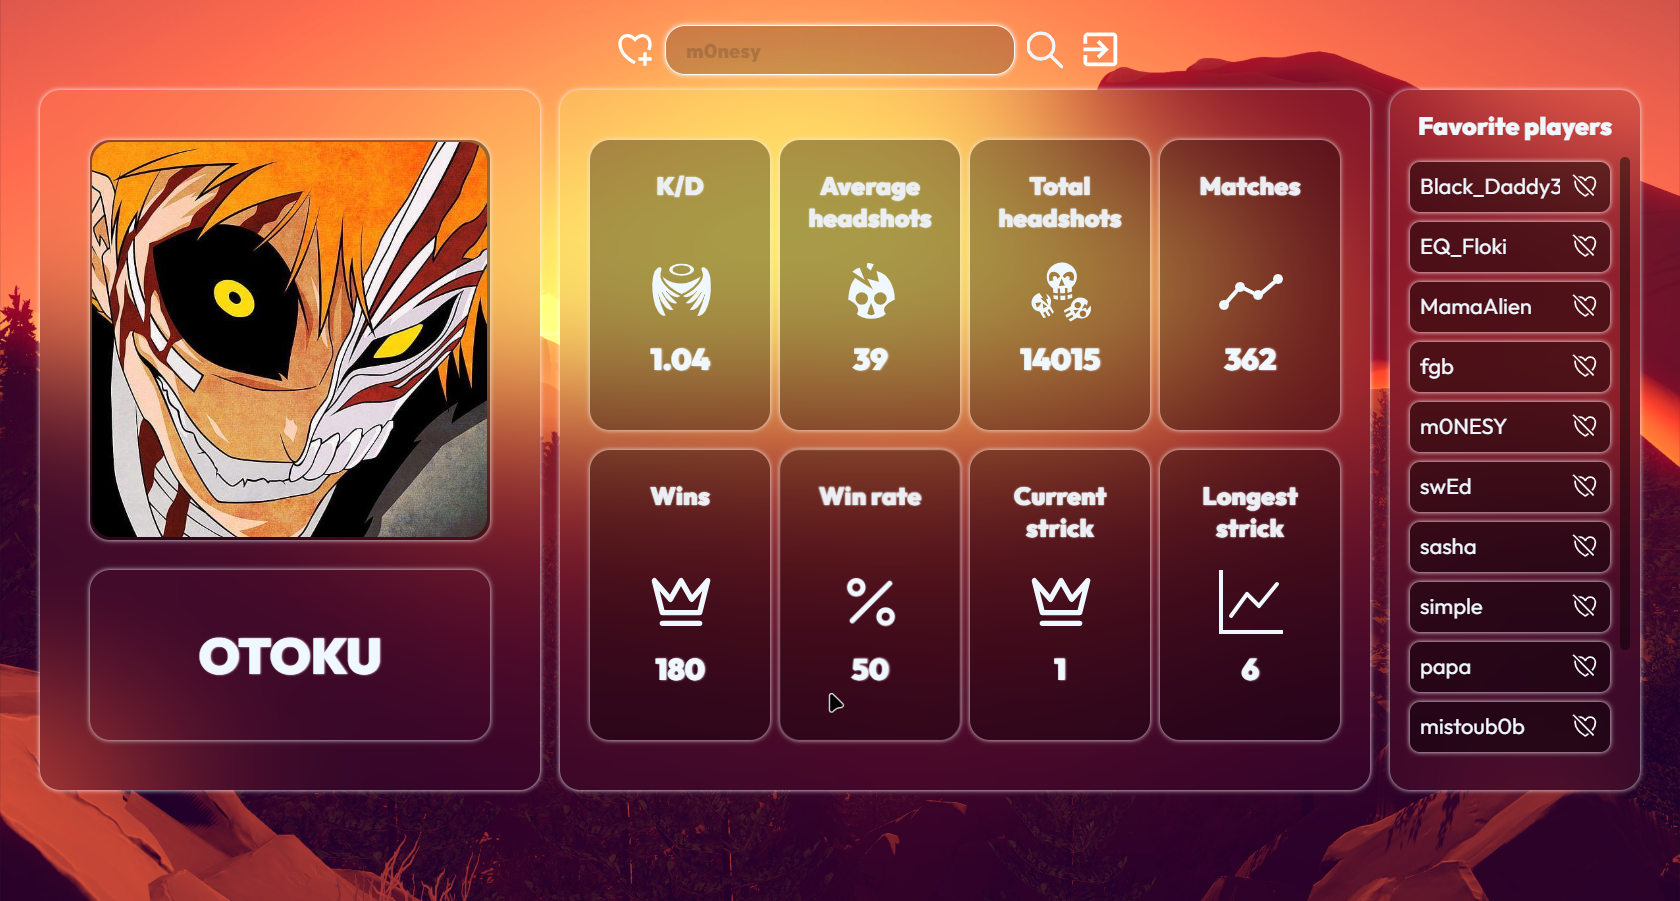 m0nesy
OTOKU
K/D
1.04
Average
headshots
39
Total
headshots
14015
Matches
362
Wins
180
Win rate
50
Current
strick
1
Longest
strick
6
Favorite players
Black_Daddy3
EQ_Floki
MamaAlien
fgb
m0NESY
swEd
sasha
simple
papa
mistoub0b